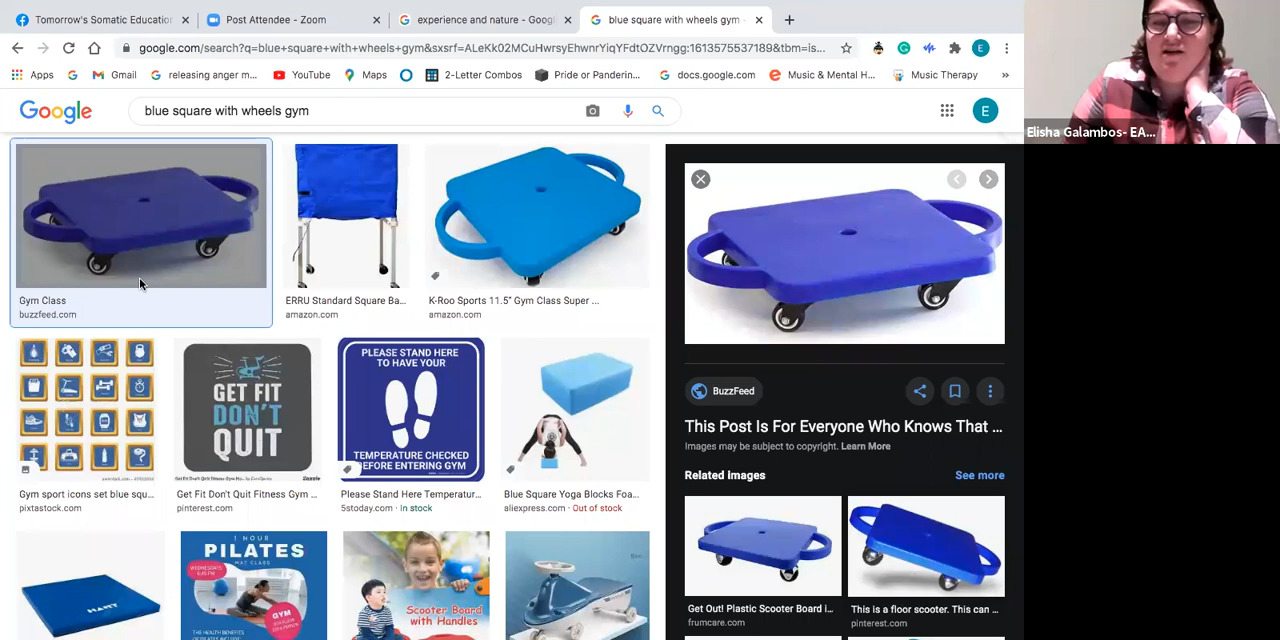 Tomorrow's Somatic Education
Post Attendee - Zoom
experience and nature - Googl
blue square with wheels gym -
google.com/search?q=blue+square+with+wheels+gym&sxsrf=ALeKk02MCuHwrsyEhwnrYiqYFdtOZVrngg:1613575537189&tbm=is...
E
Apps
Gmail
releasing anger m...
YouTube
Maps
2-Letter Combos
Pride or Panderin...
docs.google.com
Music & Mental H...
Music Therapy
»
Elisha Galambos- EA...
Google
blue square with wheels gym
E
Gym Class
buzzfeed.com
ERRU Standard Square Ba...
amazon.com
K-Roo Sports 11.5" Gym Class Super ...
amazon.com
GET FIT
DON'T
QUIT
PLEASE STAND HERE
TO HAVE YOUR
TEMPERATURE CHECKED
BEFORE ENTERING GYM
Gym sport icons set blue squ...
pixtastock.com
Get Fit Don't Quit Fitness Gym ...
pinterest.com
Please Stand Here Temperatur...
5stoday.com · In stock
Blue Square Yoga Blocks Foa...
aliexpress.com · Out of stock
1 HOUR
PILATES
MAT CLASS
WEDNESDAYS
GYM
Scooter Board
with Handles
BuzzFeed
This Post Is For Everyone Who Knows That ...
Images may be subject to copyright. Learn More
Related images
See more
Get Out! Plastic Scooter Board i...
frumcare.com
This is a floor scooter. This can ...
pinterest.com